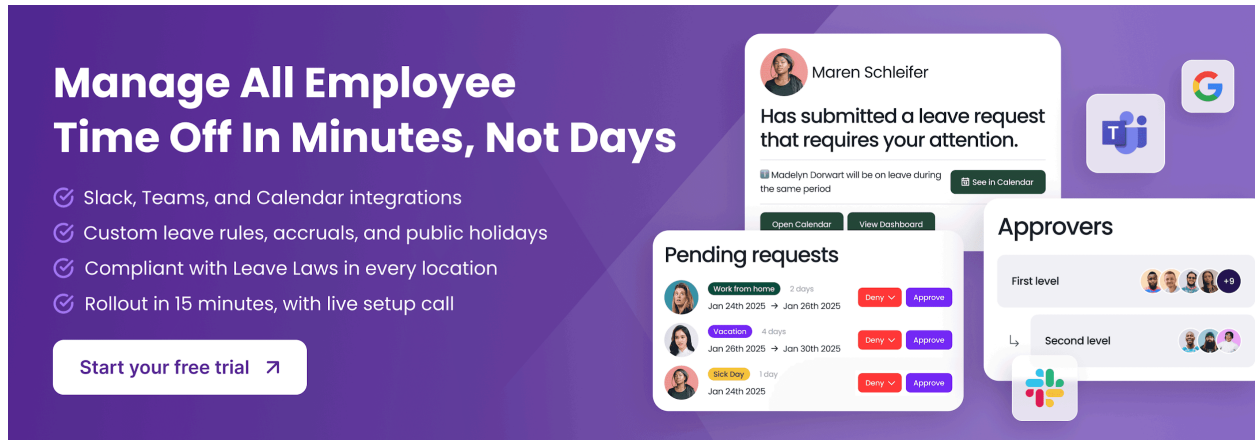 Manage All Employee
Time Off In Minutes, Not Days
Slack, Teams, and Calendar integrations
Custom leave rules, accruals, and public holidays
Compliant with Leave Laws in every location
Rollout in 15 minutes, with live setup call
Start your free trial
Maren Schleifer
Has submitted a leave request
that requires your attention.
Madelyn Dorwart will be on leave during
the same period
See in Calendar
Open Calendar
View Dashboard
T
Pending requests
Work from home 2 days
Jan 24th 2025 → Jan 26th 2025
Deny Approve
Vacation 4 days
Jan 26th 2025 → Jan 30th 2025
Deny Approve
Sick Day 1 day
Jan 24th 2025
Deny Approve
Approvers
First level +9
Second level